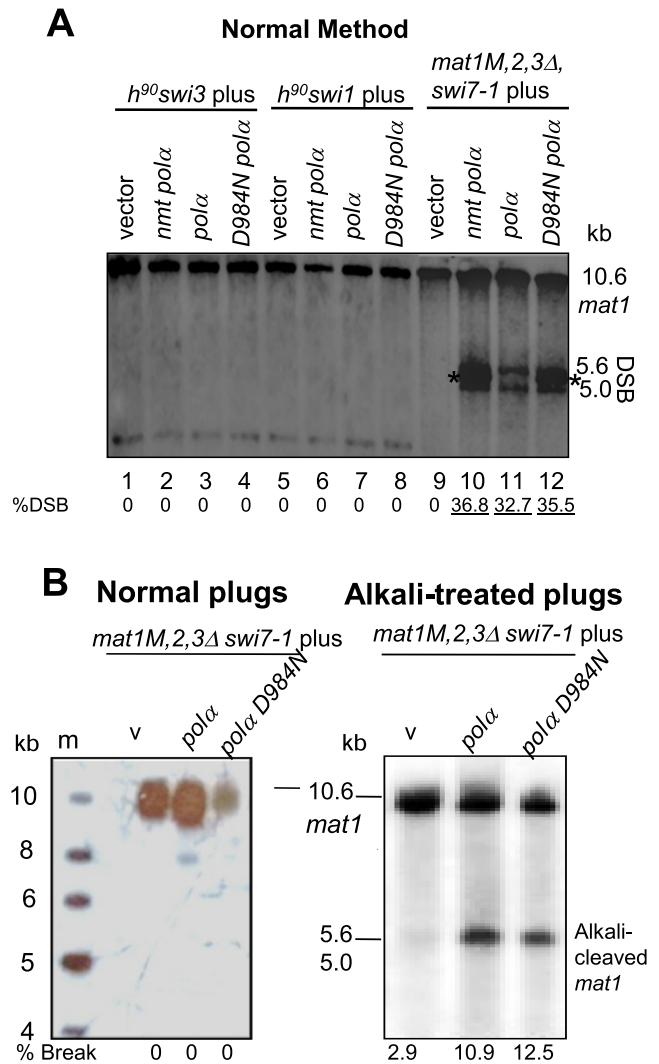 A
Normal Method
h⁹⁰swi3 plus
h⁹⁰swi1 plus
mat1M,2,3Δ,
swi7-1 plus
vector
nmt polα
polα
D984N polα
vector
nmt polα
polα
D984N polα
vector
nmt polα
polα
D984N polα
kb
10.6
mat1
* 5.6
*5.0
DSB
1 2 3 4 5 6 7 8 9 10 11 12
%DSB 0 0 0 0 0 0 0 0 0 36.8 32.7 35.5
B
Normal plugs
mat1M,2,3Δ swi7-1 plus
kb m v polα polα D984N
10
8
6
5
4
% Break 0 0 0
Alkali-treated plugs
mat1M,2,3Δ swi7-1 plus
kb v polα polα D984N
10.6
mat1
5.6
5.0
Alkali-
cleaved
mat1
2.9 10.9 12.5